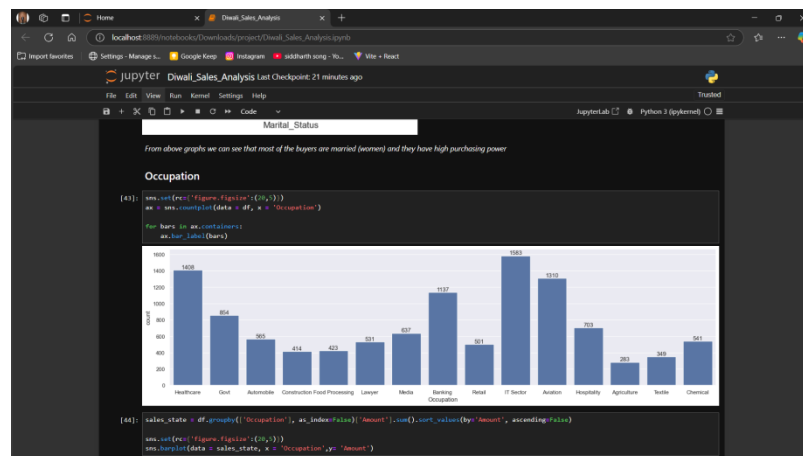 Home
Diwali_Sales_Analysis
localhost:8889/notebooks/Downloads/project/Diwali_Sales_Analysis.ipynb
Import favorites Settings - Manage s... Google Keep Instagram siddharth song - Yo... Vite + React
Jupyter Diwali_Sales_Analysis Last Checkpoint: 21 minutes ago
File Edit View Run Kernel Settings Help Trusted
Code JupyterLab Python 3 (ipykernel)
Marital_Status
From above graphs we can see that most of the buyers are married (women) and they have high purchasing power
Occupation
[43]: sns.set(rc={'figure.figsize':(20,5)})
ax = sns.countplot(data = df, x = 'Occupation')
for bars in ax.containers:
ax.bar_label(bars)
1600
1400
1200
1000
800
600
400
200
0
count
1408 854 565 414 423 531 637 1137 501 1583 1310 703 283 349 541
Healthcare Govt Automobile Construction Food Processing Lawyer Media Banking Retail IT Sector Aviation Hospitality Agriculture Textile Chemical
Occupation
[44]: sales_state = df.groupby(['Occupation'], as_index=False)['Amount'].sum().sort_values(by='Amount', ascending=False)
sns.set(rc={'figure.figsize':(20,5)})
sns.barplot(data = sales_state, x = 'Occupation',y= 'Amount')